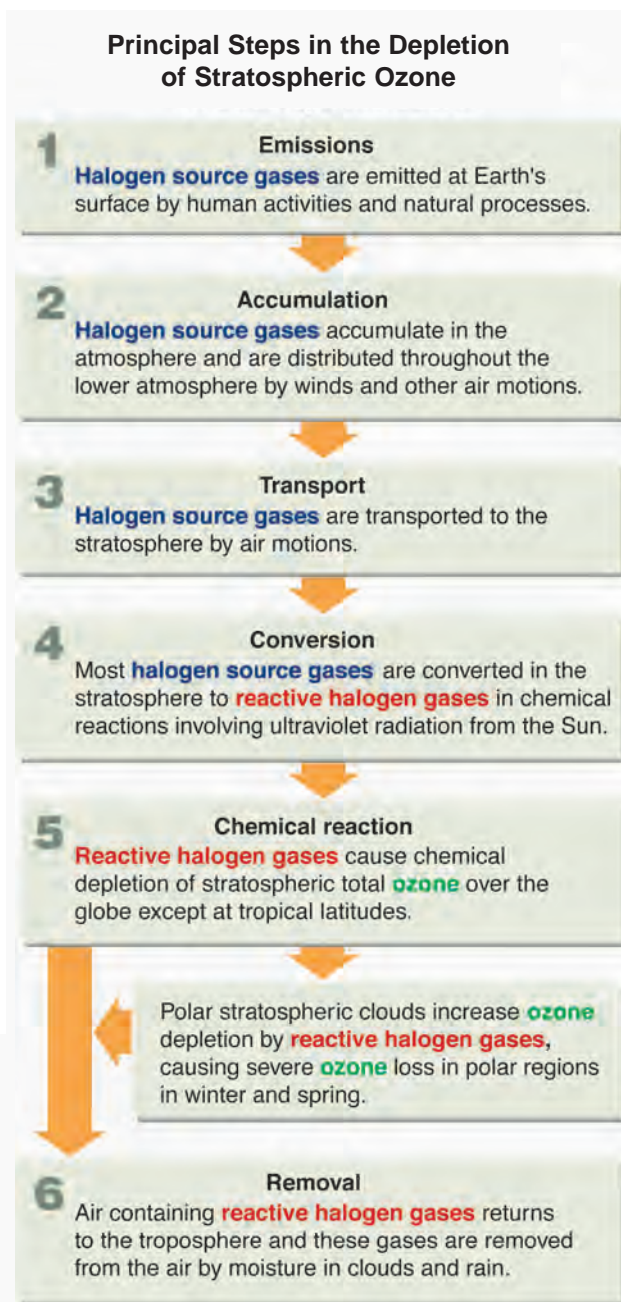 Principal Steps in the Depletion
of Stratospheric Ozone
1 Emissions
Halogen source gases are emitted at Earth's
surface by human activities and natural processes.
2 Accumulation
Halogen source gases accumulate in the
atmosphere and are distributed throughout the
lower atmosphere by winds and other air motions.
3 Transport
Halogen source gases are transported to the
stratosphere by air motions.
4 Conversion
Most halogen source gases are converted in the
stratosphere to reactive halogen gases in chemical
reactions involving ultraviolet radiation from the Sun.
5 Chemical reaction
Reactive halogen gases cause chemical
depletion of stratospheric total ozone over the
globe except at tropical latitudes.
Polar stratospheric clouds increase ozone
depletion by reactive halogen gases,
causing severe ozone loss in polar regions
in winter and spring.
6 Removal
Air containing reactive halogen gases returns
to the troposphere and these gases are removed
from the air by moisture in clouds and rain.